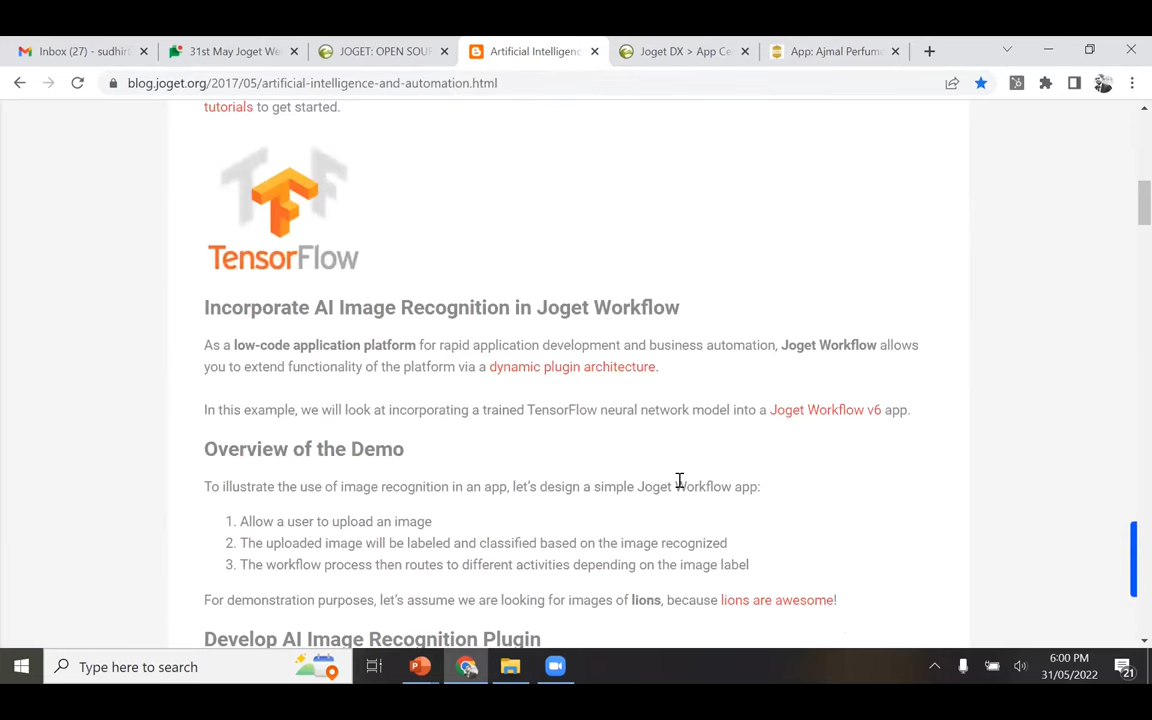 Inbox (27) - sudhir
31st May Joget We
JOGET: OPEN SOU
Artificial Intelligenc
Joget DX > App Ce
App: Ajmal Perfume
blog.joget.org/2017/05/artificial-intelligence-and-automation.html
tutorials to get started.
TensorFlow
Incorporate AI Image Recognition in Joget Workflow
As a low-code application platform for rapid application development and business automation, Joget Workflow allows
you to extend functionality of the platform via a dynamic plugin architecture.
In this example, we will look at incorporating a trained TensorFlow neural network model into a Joget Workflow v6 app.
Overview of the Demo
To illustrate the use of image recognition in an app, let's design a simple Joget Workflow app:
1. Allow a user to upload an image
2. The uploaded image will be labeled and classified based on the image recognized
3. The workflow process then routes to different activities depending on the image label
For demonstration purposes, let's assume we are looking for images of lions, because lions are awesome!
Develop AI Image Recognition Plugin
Type here to search
6:00 PM
31/05/2022
21